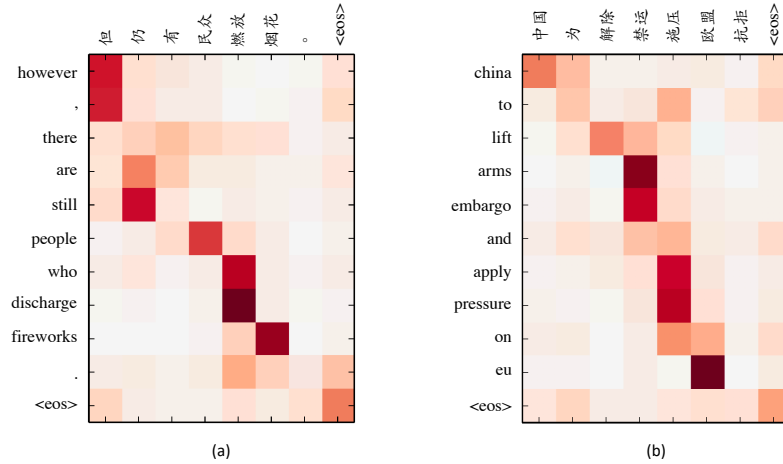 但 仍 有 民众 燃放 烟花 。 <eos>
however
,
there
are
still
people
who
discharge
fireworks
.
<eos>
(a)
中国 为 解除 禁运 施压 欧盟 抗拒 <eos>
china
to
lift
arms
embargo
and
apply
pressure
on
eu
<eos>
(b)